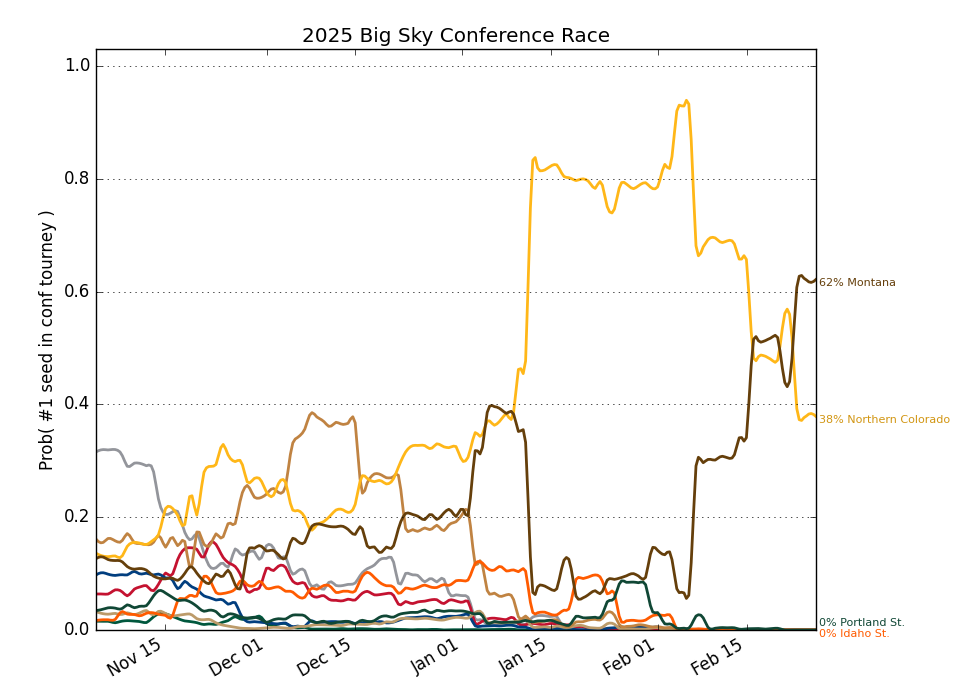 2025 Big Sky Conference Race
Prob( #1 seed in conf tourney )
1.0
0.8
0.6
0.4
0.2
0.0
62% Montana
38% Northern Colorado
0% Portland St.
0% Idaho St.
Nov 15
Dec 01
Dec 15
Jan 01
Jan 15
Feb 01
Feb 15